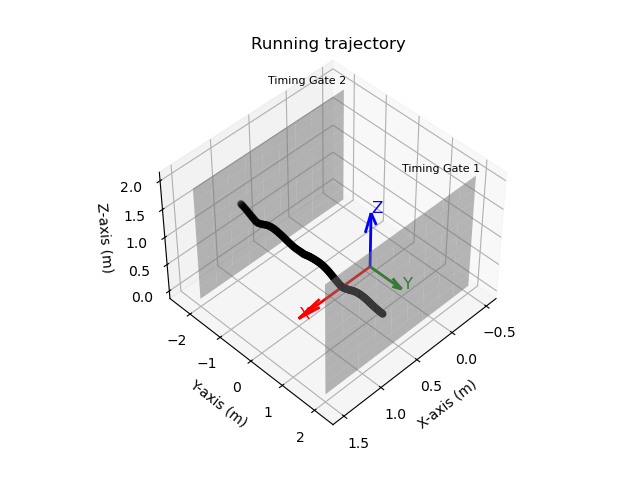 Running trajectory
Timing Gate 2
Timing Gate 1
Z
Y
X
Z-axis (m)
2.0
1.5
1.0
0.5
0.0
Y-axis (m)
−2
−1
0
1
2
X-axis (m)
−0.5
0.0
0.5
1.0
1.5